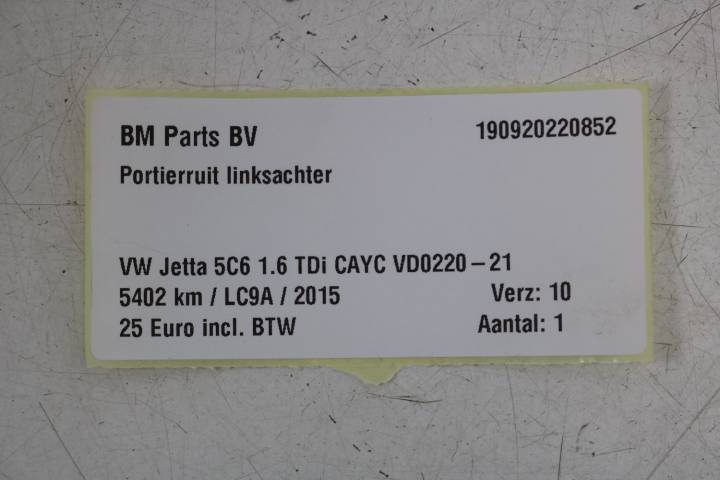 BM Parts BV 190920220852
Portierruit linksachter
VW Jetta 5C6 1.6 TDi CAYC VD0220-21
5402 km / LC9A / 2015 Verz: 10
25 Euro incl. BTW Aantal: 1